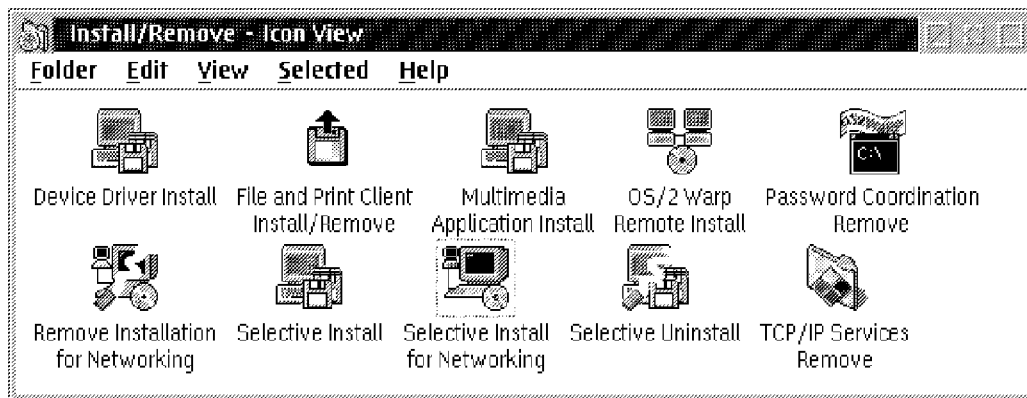 Install/Remove - Icon View
Folder Edit View Selected Help
Device Driver Install
File and Print Client
Install/Remove
Multimedia
Application Install
OS/2 Warp
Remote Install
C:\
Password Coordination
Remove
Remove Installation
for Networking
Selective Install
Selective Install
for Networking
Selective Uninstall
TCP/IP Services
Remove